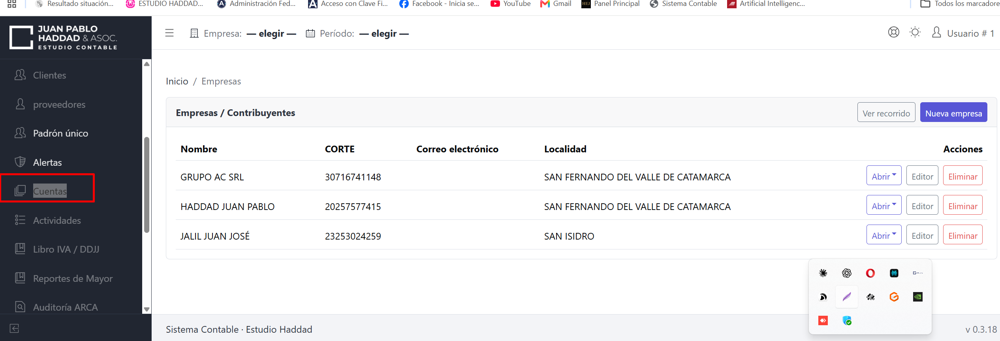 Resultado situación... ESTUDIO HADDAD... Administración Fed... Acceso con Clave Fi... Facebook - Inicia se... YouTube Gmail Panel Principal Sistema Contable Artificial Intelligenc... Todos los marcadore
JUAN PABLO
HADDAD & ASOC.
ESTUDIO CONTABLE
Empresa: — elegir — Período: — elegir — Usuario # 1
Clientes
proveedores
Padrón único
Alertas
Cuentas
Actividades
Libro IVA / DDJJ
Reportes de Mayor
Auditoría ARCA
Inicio / Empresas
Empresas / Contribuyentes Ver recorrido Nueva empresa
Nombre CORTE Correo electrónico Localidad Acciones
GRUPO AC SRL 30716741148 SAN FERNANDO DEL VALLE DE CATAMARCA Abrir Editor Eliminar
HADDAD JUAN PABLO 20257577415 SAN FERNANDO DEL VALLE DE CATAMARCA Abrir Editor Eliminar
JALIL JUAN JOSÉ 23253024259 SAN ISIDRO Abrir Editor Eliminar
Sistema Contable · Estudio Haddad v 0.3.18